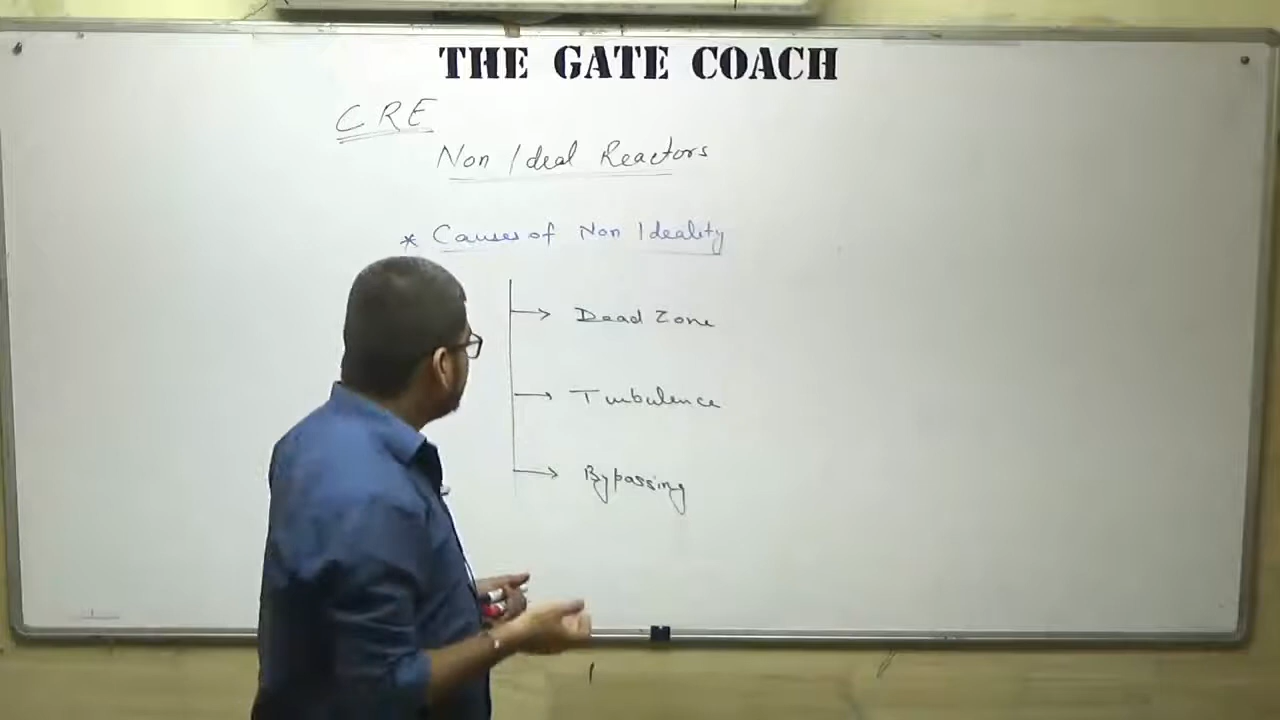 THE GATE COACH
CRE
Non Ideal Reactors
* Causes of Non Ideality
Dead Zone
Turbulence
Bypassing